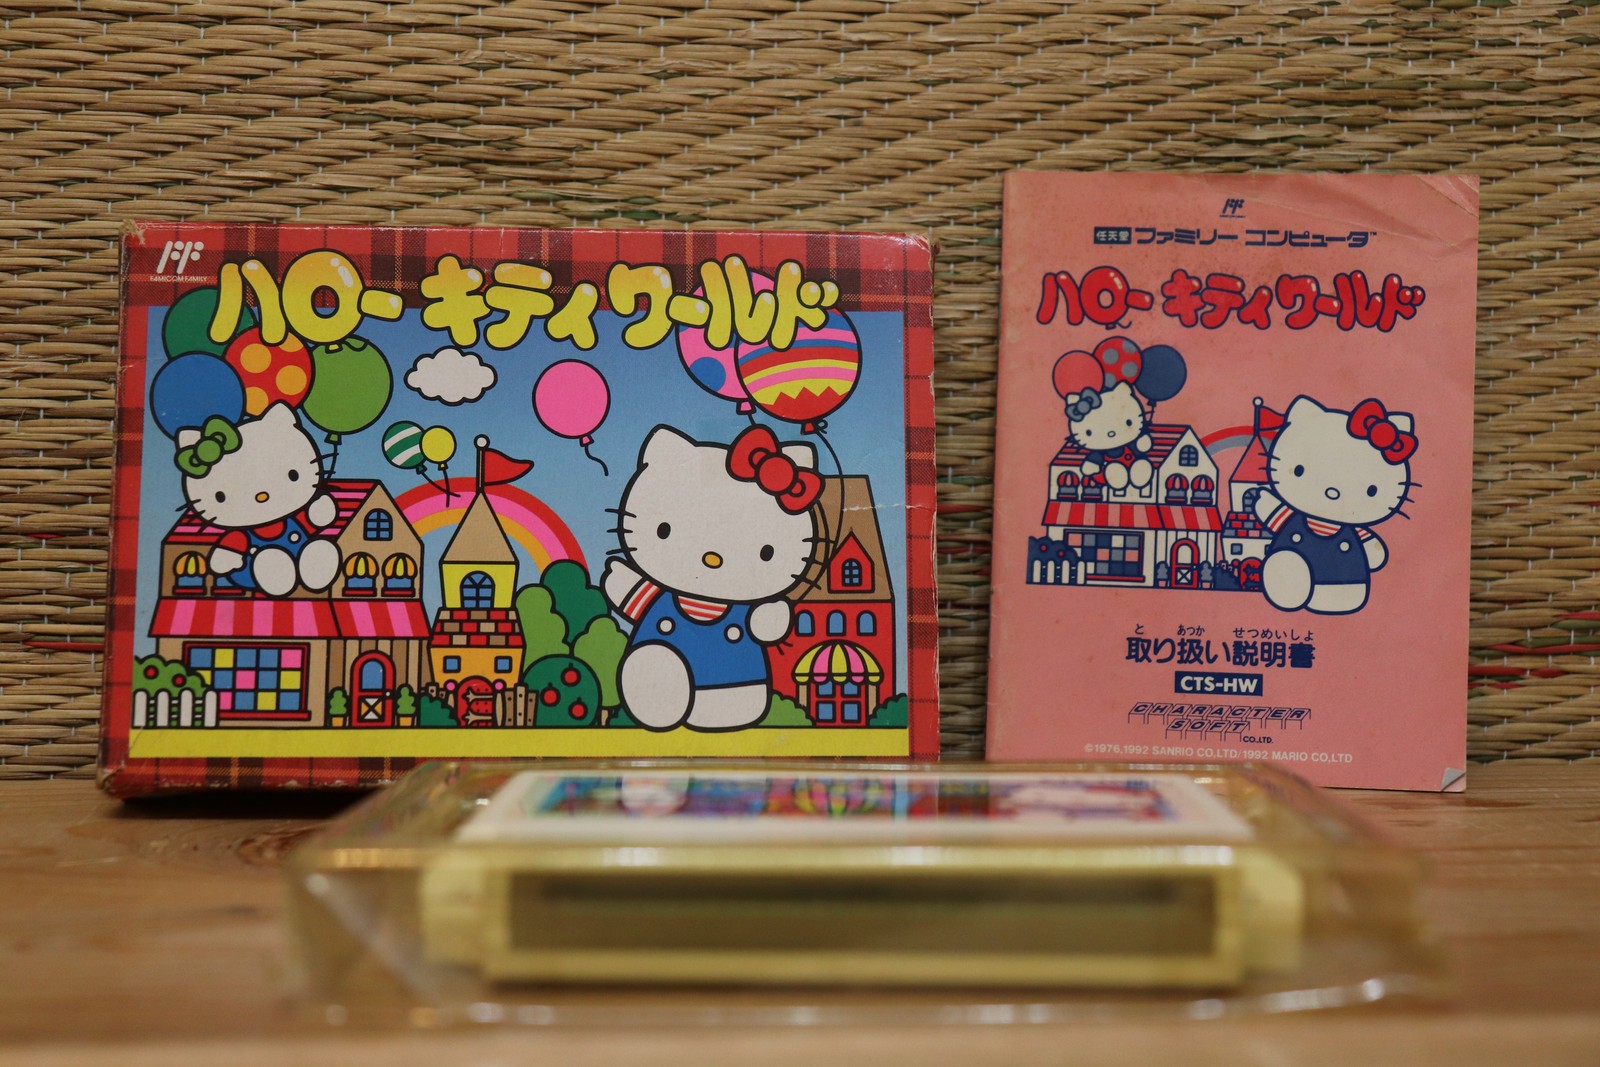 FAMICOM FAMILY
ハローキティワールド
任天堂 ファミリーコンピュータ™
ハローキティワールド
と あつか せつめいしょ
取り扱い説明書
CTS-HW
CHARACTER
SOFT
CO.,LTD.
©1976,1992 SANRIO CO,LTD/1992 MARIO CO,LTD